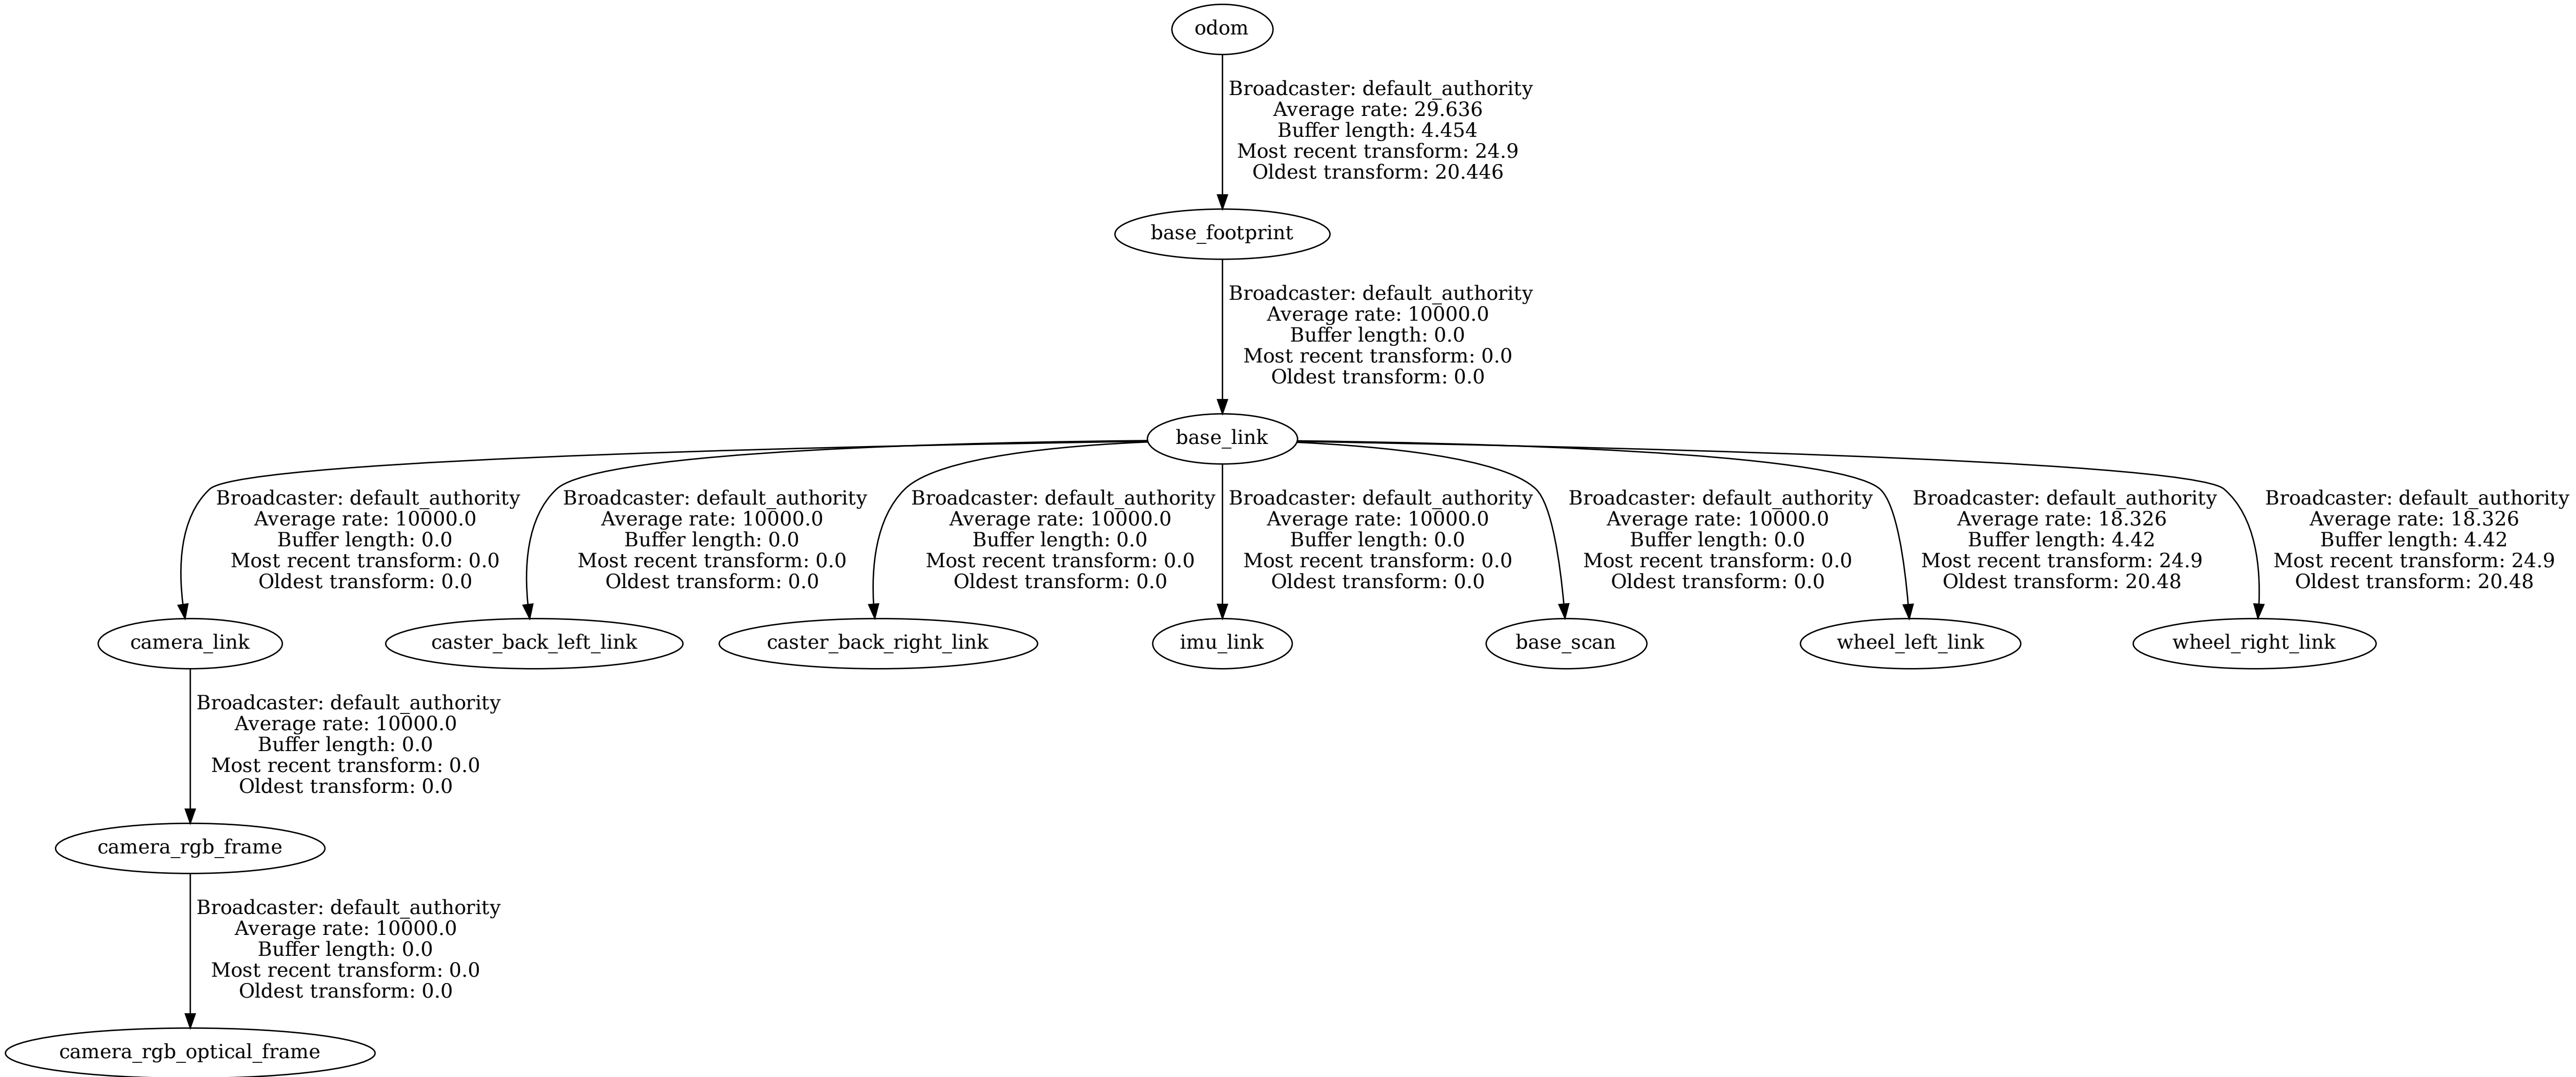 odom
Broadcaster: default_authority
Average rate: 29.636
Buffer length: 4.454
Most recent transform: 24.9
Oldest transform: 20.446
base_footprint
Broadcaster: default_authority
Average rate: 10000.0
Buffer length: 0.0
Most recent transform: 0.0
Oldest transform: 0.0
base_link
Broadcaster: default_authority
Average rate: 10000.0
Buffer length: 0.0
Most recent transform: 0.0
Oldest transform: 0.0
Broadcaster: default_authority
Average rate: 10000.0
Buffer length: 0.0
Most recent transform: 0.0
Oldest transform: 0.0
Broadcaster: default_authority
Average rate: 10000.0
Buffer length: 0.0
Most recent transform: 0.0
Oldest transform: 0.0
Broadcaster: default_authority
Average rate: 10000.0
Buffer length: 0.0
Most recent transform: 0.0
Oldest transform: 0.0
Broadcaster: default_authority
Average rate: 10000.0
Buffer length: 0.0
Most recent transform: 0.0
Oldest transform: 0.0
Broadcaster: default_authority
Average rate: 18.326
Buffer length: 4.42
Most recent transform: 24.9
Oldest transform: 20.48
Broadcaster: default_authority
Average rate: 18.326
Buffer length: 4.42
Most recent transform: 24.9
Oldest transform: 20.48
camera_link
caster_back_left_link
caster_back_right_link
imu_link
base_scan
wheel_left_link
wheel_right_link
Broadcaster: default_authority
Average rate: 10000.0
Buffer length: 0.0
Most recent transform: 0.0
Oldest transform: 0.0
camera_rgb_frame
Broadcaster: default_authority
Average rate: 10000.0
Buffer length: 0.0
Most recent transform: 0.0
Oldest transform: 0.0
camera_rgb_optical_frame